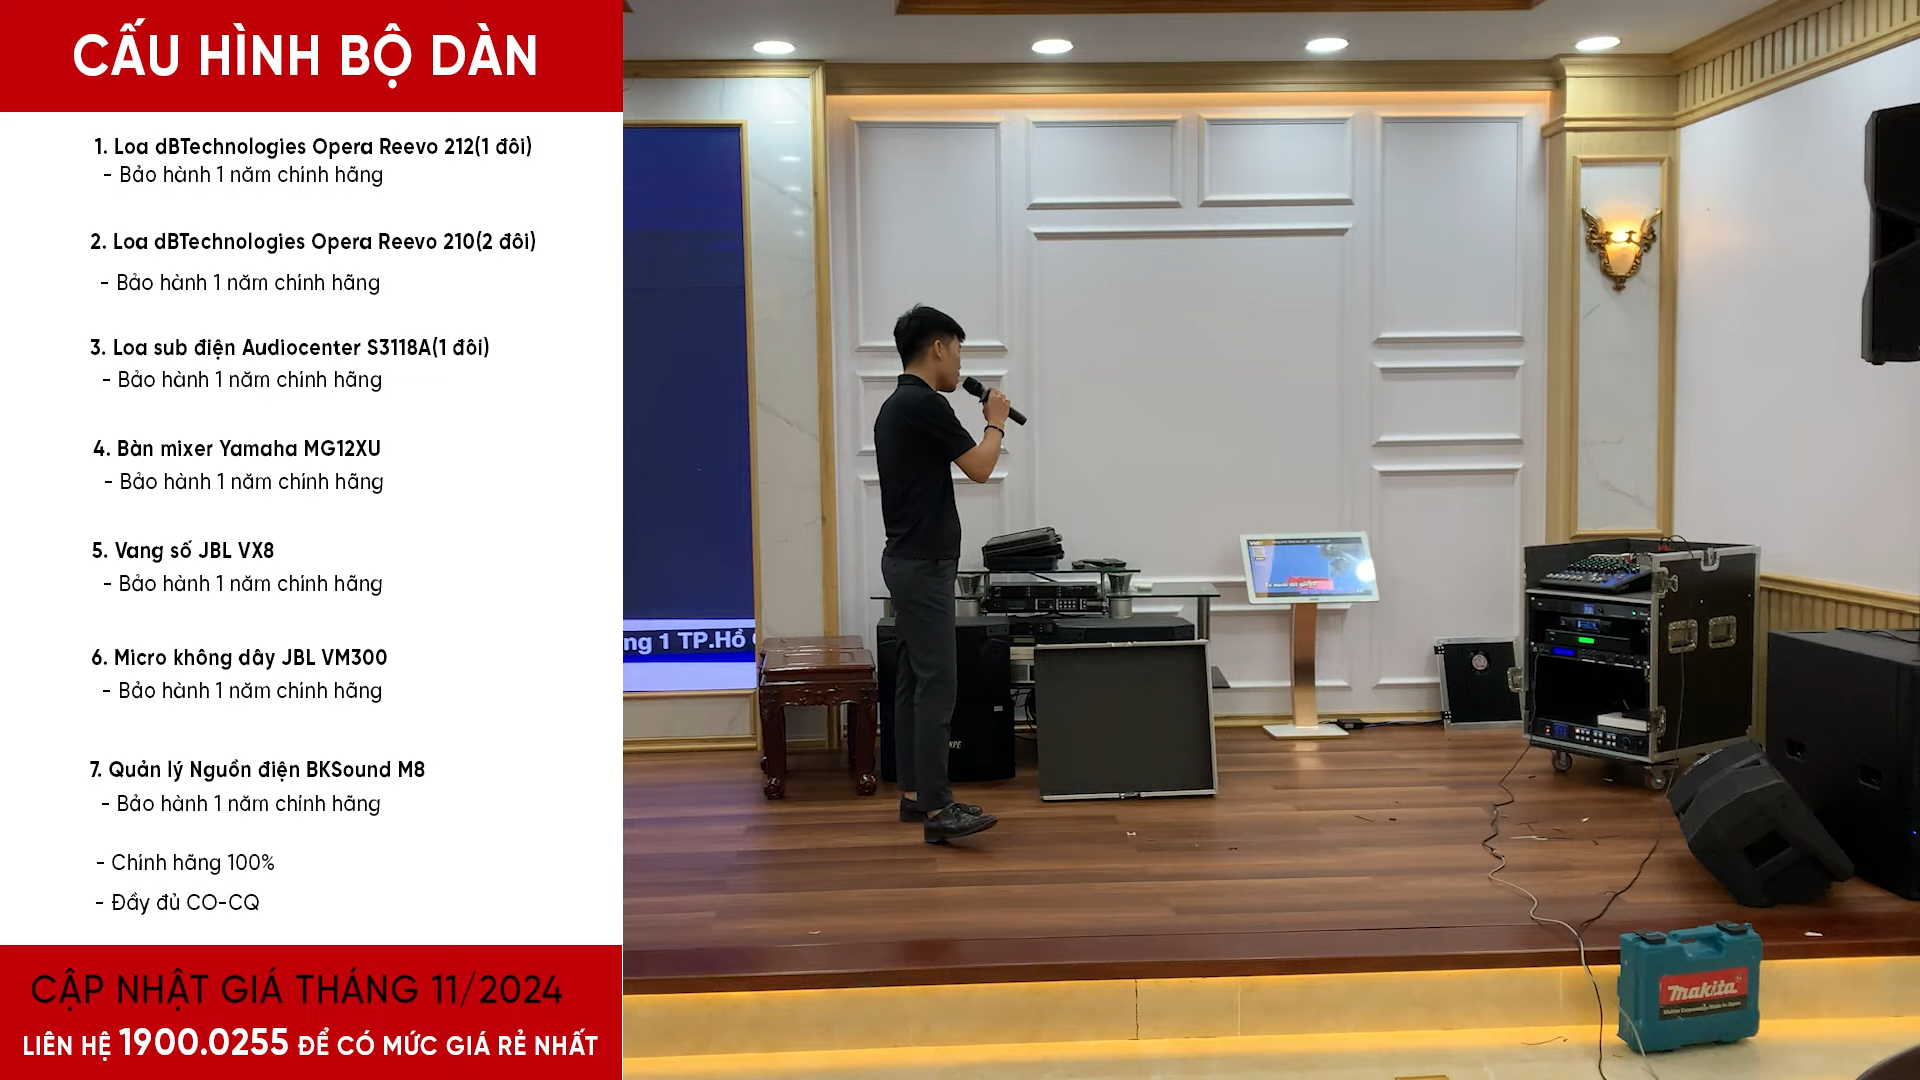 CẤU HÌNH BỘ DÀN
1. Loa dBTechnologies Opera Reevo 212(1 đôi)
- Bảo hành 1 năm chính hãng
2. Loa dBTechnologies Opera Reevo 210(2 đôi)
- Bảo hành 1 năm chính hãng
3. Loa sub điện Audiocenter S3118A(1 đôi)
- Bảo hành 1 năm chính hãng
4. Bàn mixer Yamaha MG12XU
- Bảo hành 1 năm chính hãng
5. Vang số JBL VX8
- Bảo hành 1 năm chính hãng
6. Micro không dây JBL VM300
- Bảo hành 1 năm chính hãng
7. Quản lý Nguồn điện BKSound M8
- Bảo hành 1 năm chính hãng
- Chính hãng 100%
- Đầy đủ CO-CQ
CẬP NHẬT GIÁ THÁNG 11/2024
LIÊN HỆ 1900.0255 ĐỂ CÓ MỨC GIÁ RẺ NHẤT
ng 1 TP.Hồ
makita